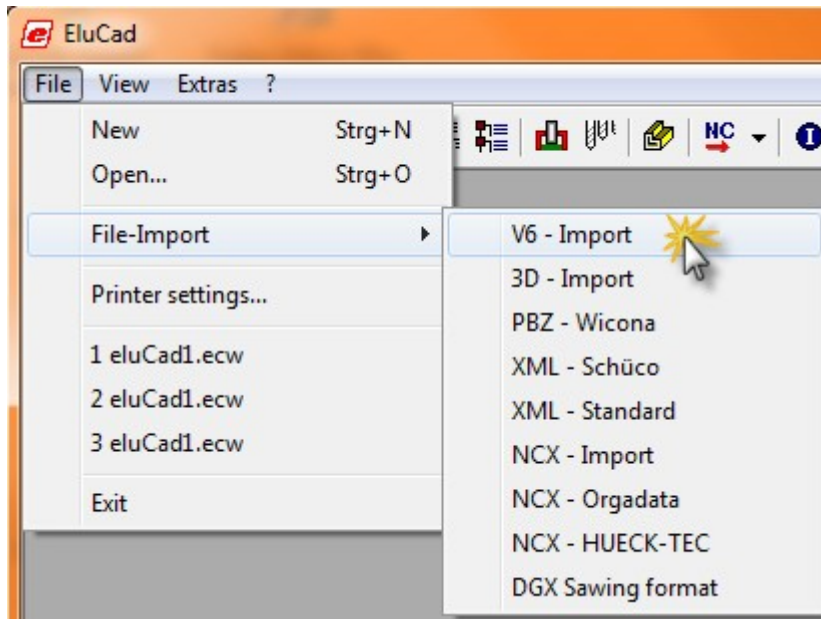 EluCad
File View Extras ?
New Strg+N
Open... Strg+O
File-Import
Printer settings...
1 eluCad1.ecw
2 eluCad1.ecw
3 eluCad1.ecw
Exit
NC
V6 - Import
3D - Import
PBZ - Wicona
XML - Schüco
XML - Standard
NCX - Import
NCX - Orgadata
NCX - HUECK-TEC
DGX Sawing format